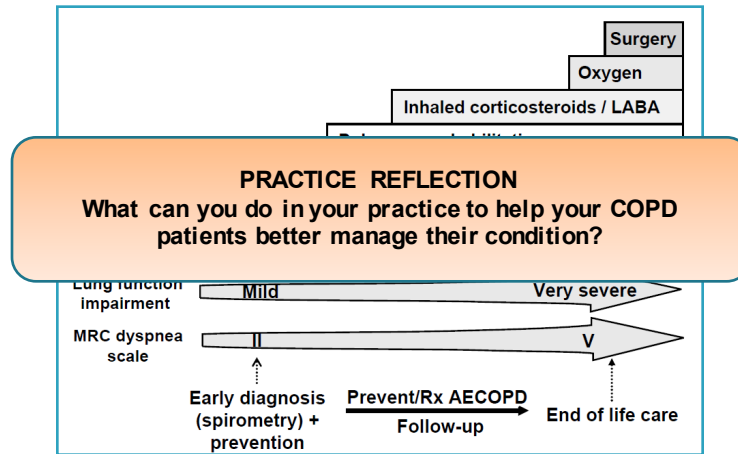 Surgery
Oxygen
Inhaled corticosteroids / LABA
PRACTICE REFLECTION
What can you do in your practice to help your COPD
patients better manage their condition?
Lung function
impairment
Mild
Very severe
MRC dyspnea
scale
II
V
Early diagnosis
(spirometry) +
prevention
Prevent/Rx AECOPD
Follow-up
End of life care